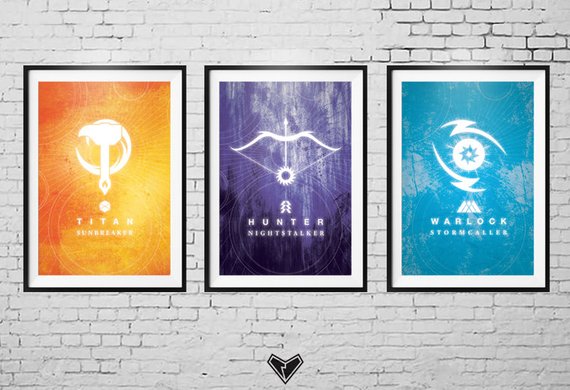 TITAN
SUNBREAKER
HUNTER
NIGHTSTALKER
WARLOCK
STORMCALLER